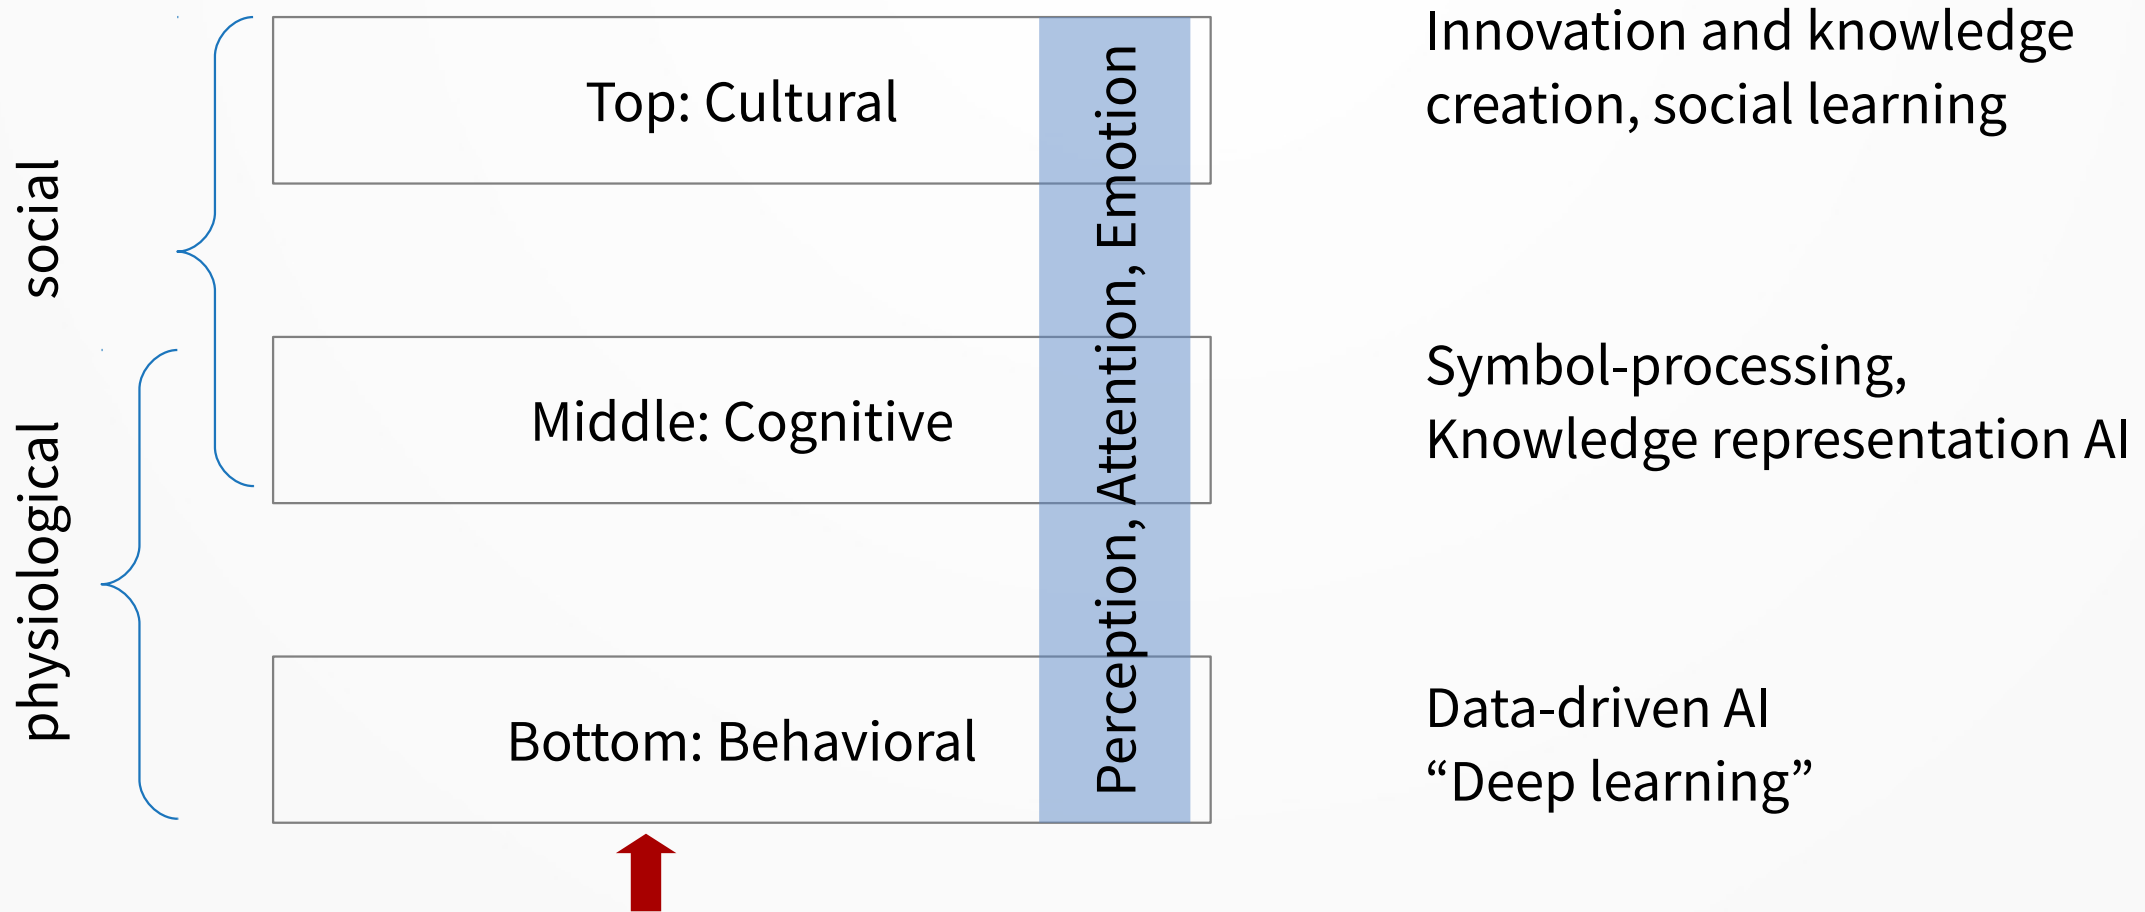 social
physiological
Top: Cultural
Middle: Cognitive
Bottom: Behavioral
Perception, Attention, Emotion
Innovation and knowledge
creation, social learning
Symbol-processing,
Knowledge representation AI
Data-driven AI
“Deep learning”